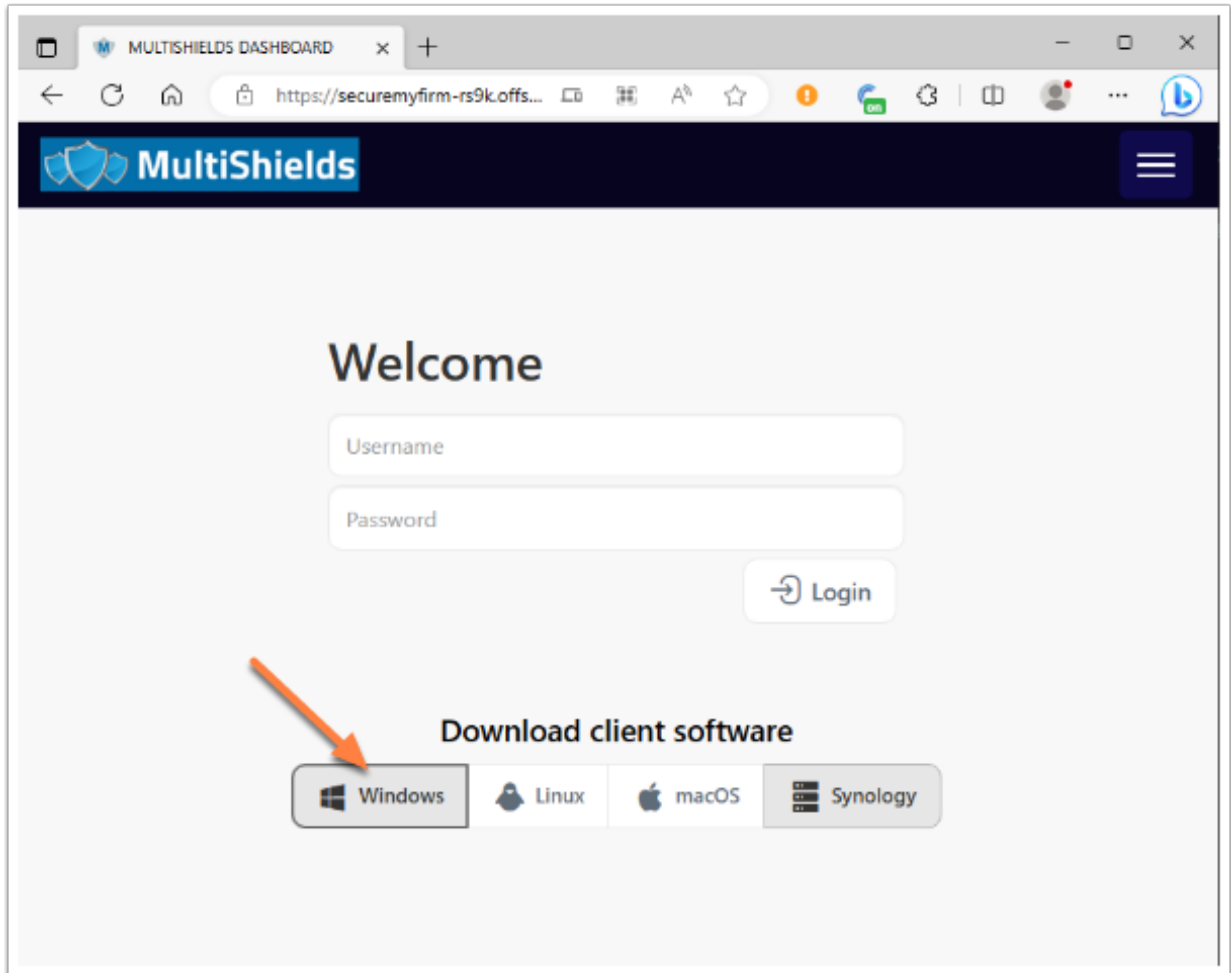 MULTISHIELDS DASHBOARD
https://securemyfirm-rs9k.offs...
on
MultiShields
Welcome
Username
Password
Login
Download client software
Windows Linux macOS Synology